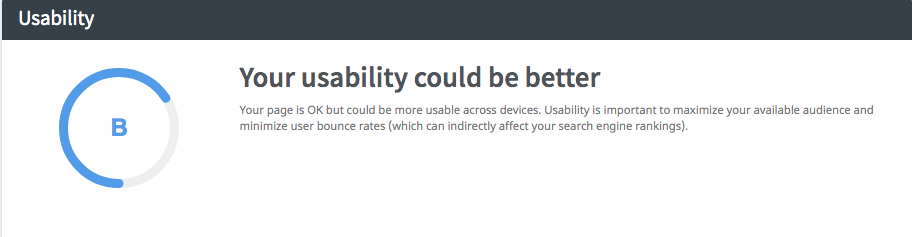 Usability
B
Your usability could be better
Your page is OK but could be more usable across devices. Usability is important to maximize your available audience and
minimize user bounce rates (which can indirectly affect your search engine rankings).